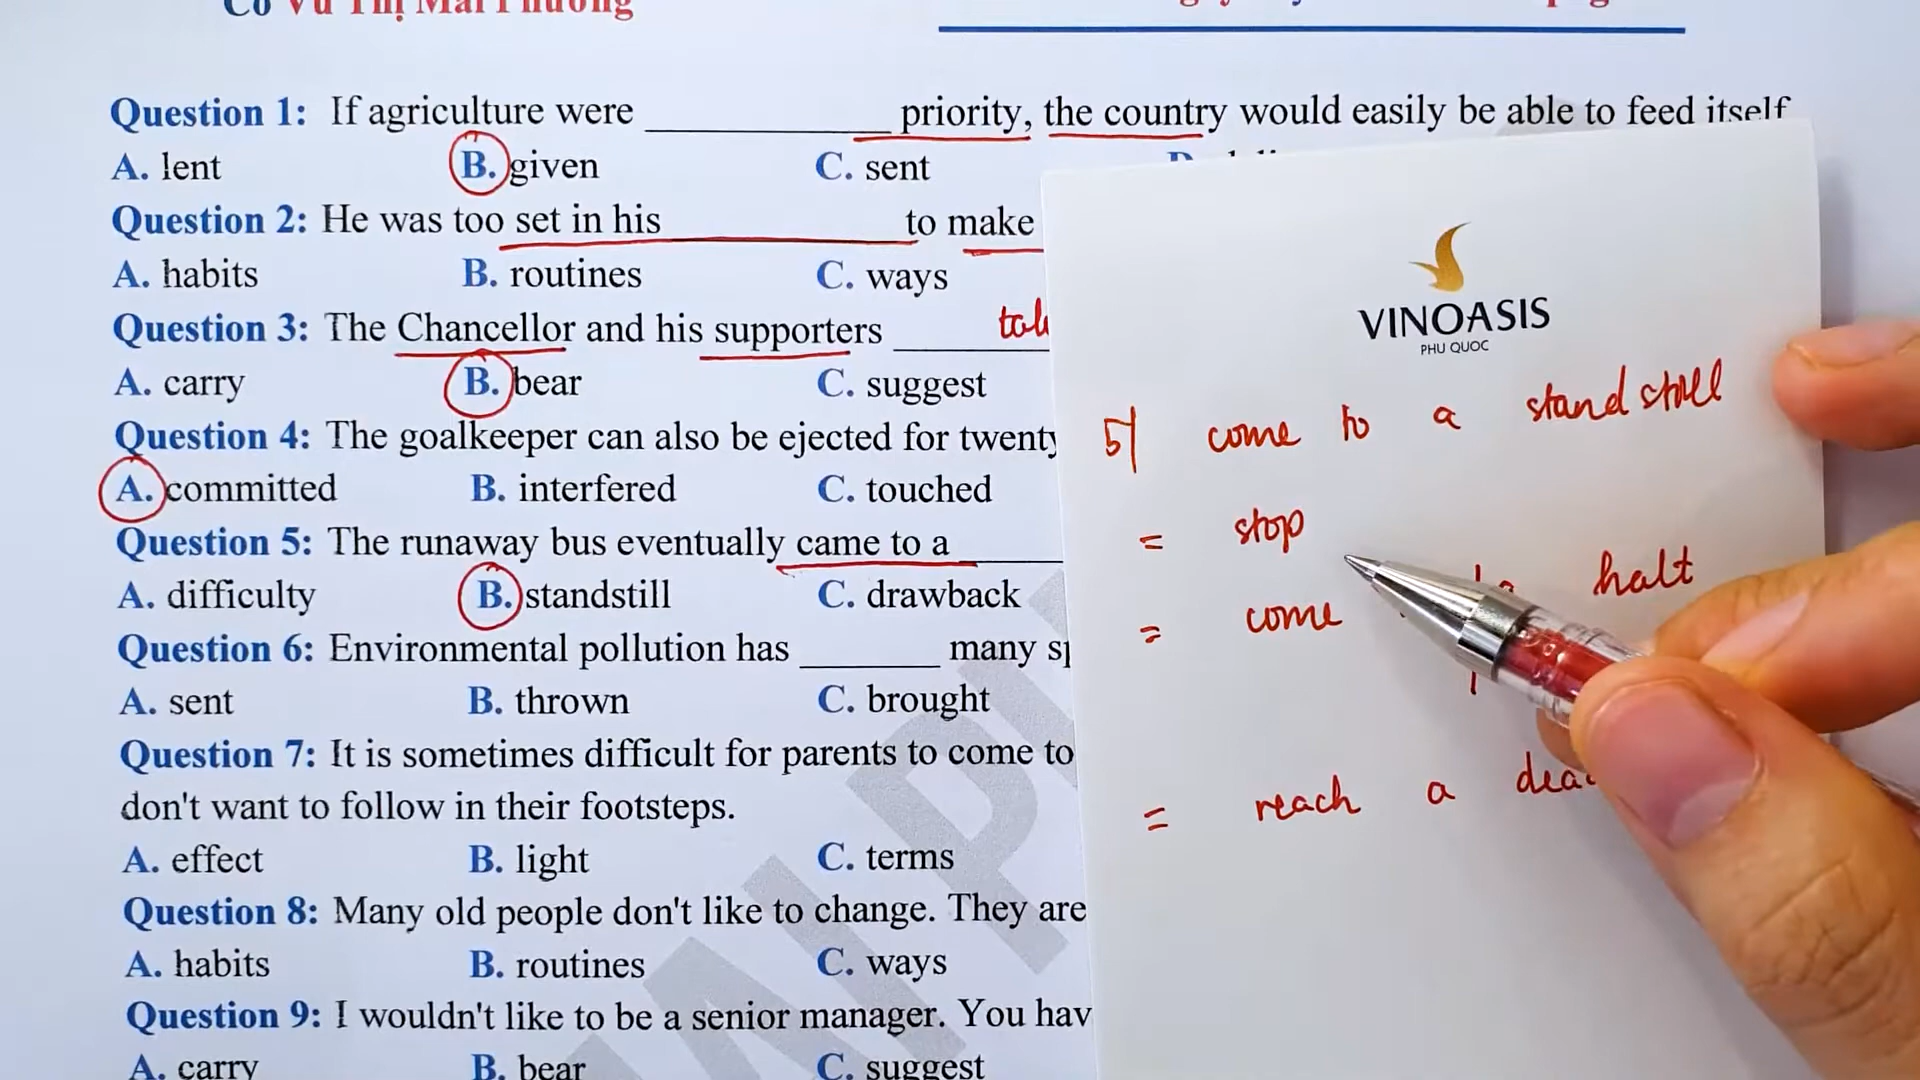 Cô Vũ Thị Mai Phương
Question 1: If agriculture were ____________ priority, the country would easily be able to feed itself
A. lent B. given C. sent
Question 2: He was too set in his ____________ to make
A. habits B. routines C. ways
Question 3: The Chancellor and his supporters ________
A. carry B. bear C. suggest
Question 4: The goalkeeper can also be ejected for twenty
A. committed B. interfered C. touched
Question 5: The runaway bus eventually came to a _____
A. difficulty B. standstill C. drawback
Question 6: Environmental pollution has _______ many
A. sent B. thrown C. brought
Question 7: It is sometimes difficult for parents to come to
don't want to follow in their footsteps.
A. effect B. light C. terms
Question 8: Many old people don't like to change. They are
A. habits B. routines C. ways
Question 9: I wouldn't like to be a senior manager. You hav
A. carry B. bear C. suggest
VINOASIS
PHU QUOC
5) come to a standstill
= stop
= come halt
= reach a